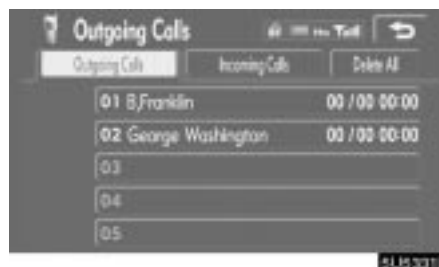 Outgoing Calls
Outgoing Calls Incoming Calls Delete All
01 B,Franklin 00/00 00:00
02 George Washington 00/00 00:00
03
04
05